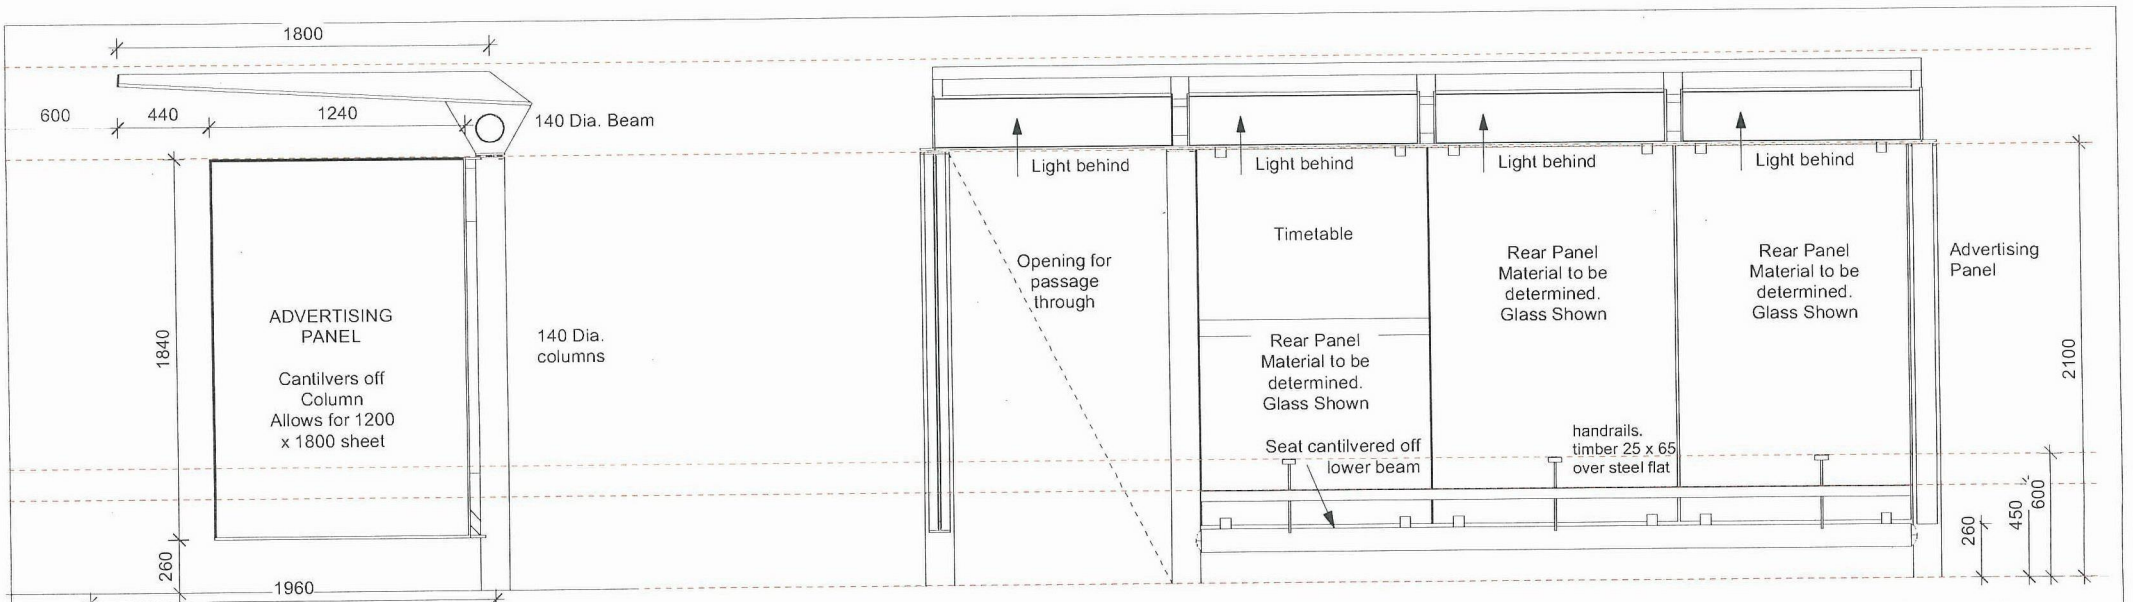 1800
600
440
1240
140 Dia. Beam
Light behind
Light behind
Light behind
Light behind
Timetable
Opening for
passage
through
Rear Panel
Material to be
determined.
Glass Shown
Rear Panel
Material to be
determined.
Glass Shown
Advertising
Panel
ADVERTISING
PANEL
Cantilvers off
Column
Allows for 1200
x 1800 sheet
1840
140 Dia.
columns
Rear Panel
Material to be
determined.
Glass Shown
2100
Seat cantilvered off
lower beam
handrails.
timber 25 x 65
over steel flat
260
450
600
260
1960